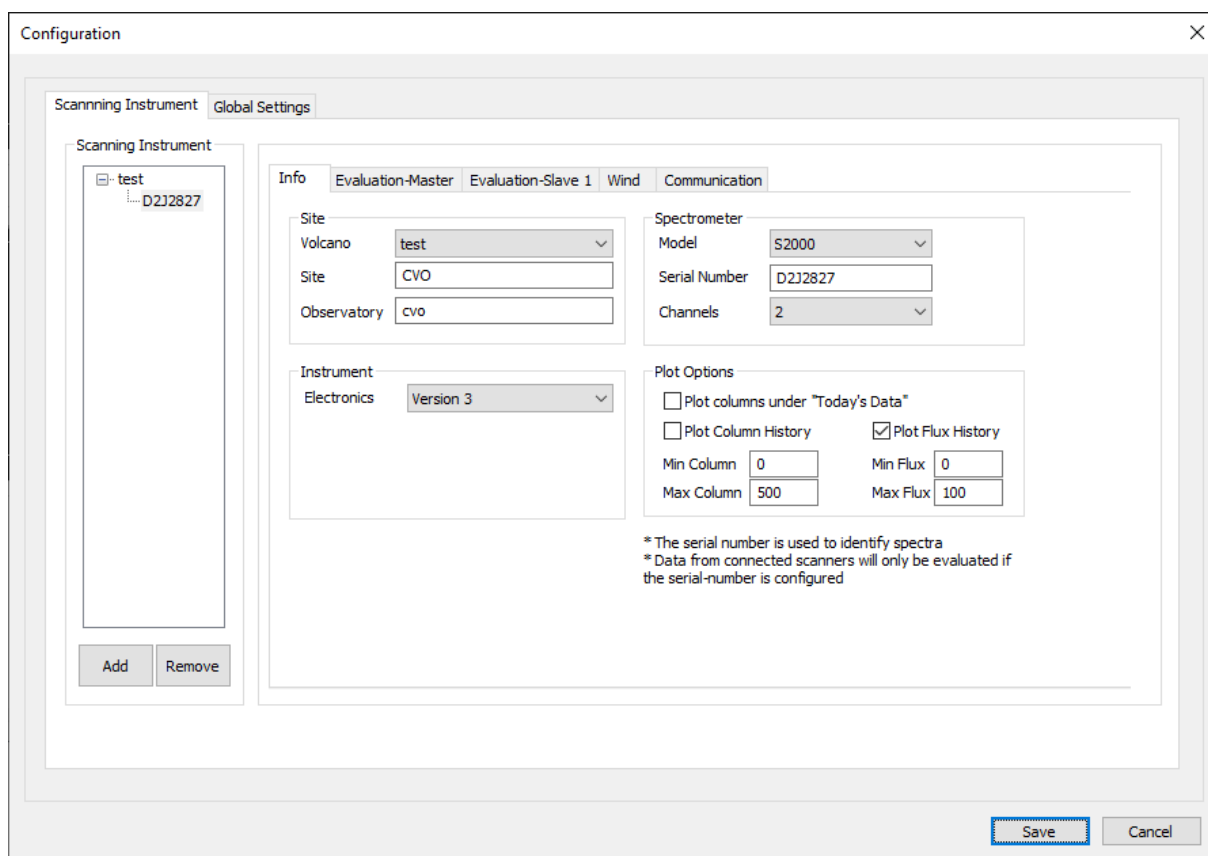 Configuration
Scannning Instrument Global Settings
Scanning Instrument
test
D2J2827
Add Remove
Info Evaluation-Master Evaluation-Slave 1 Wind Communication
Site
Volcano test
Site CVO
Observatory cvo
Spectrometer
Model S2000
Serial Number D2J2827
Channels 2
Instrument
Electronics Version 3
Plot Options
Plot columns under "Today's Data"
Plot Column History Plot Flux History
Min Column 0 Min Flux 0
Max Column 500 Max Flux 100
* The serial number is used to identify spectra
* Data from connected scanners will only be evaluated if
the serial-number is configured
Save Cancel